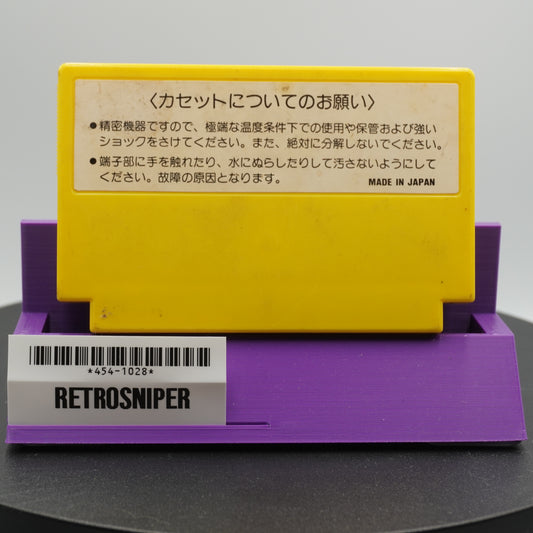 〈カセットについてのお願い〉
●精密機器ですので、極端な温度条件下での使用や保管および強い
ショックをさけてください。また、絶対に分解しないでください。
●端子部に手を触れたり、水にぬらしたりして汚さないようにして
ください。故障の原因となります。
MADE IN JAPAN
*454-1028*
RETROSNIPER